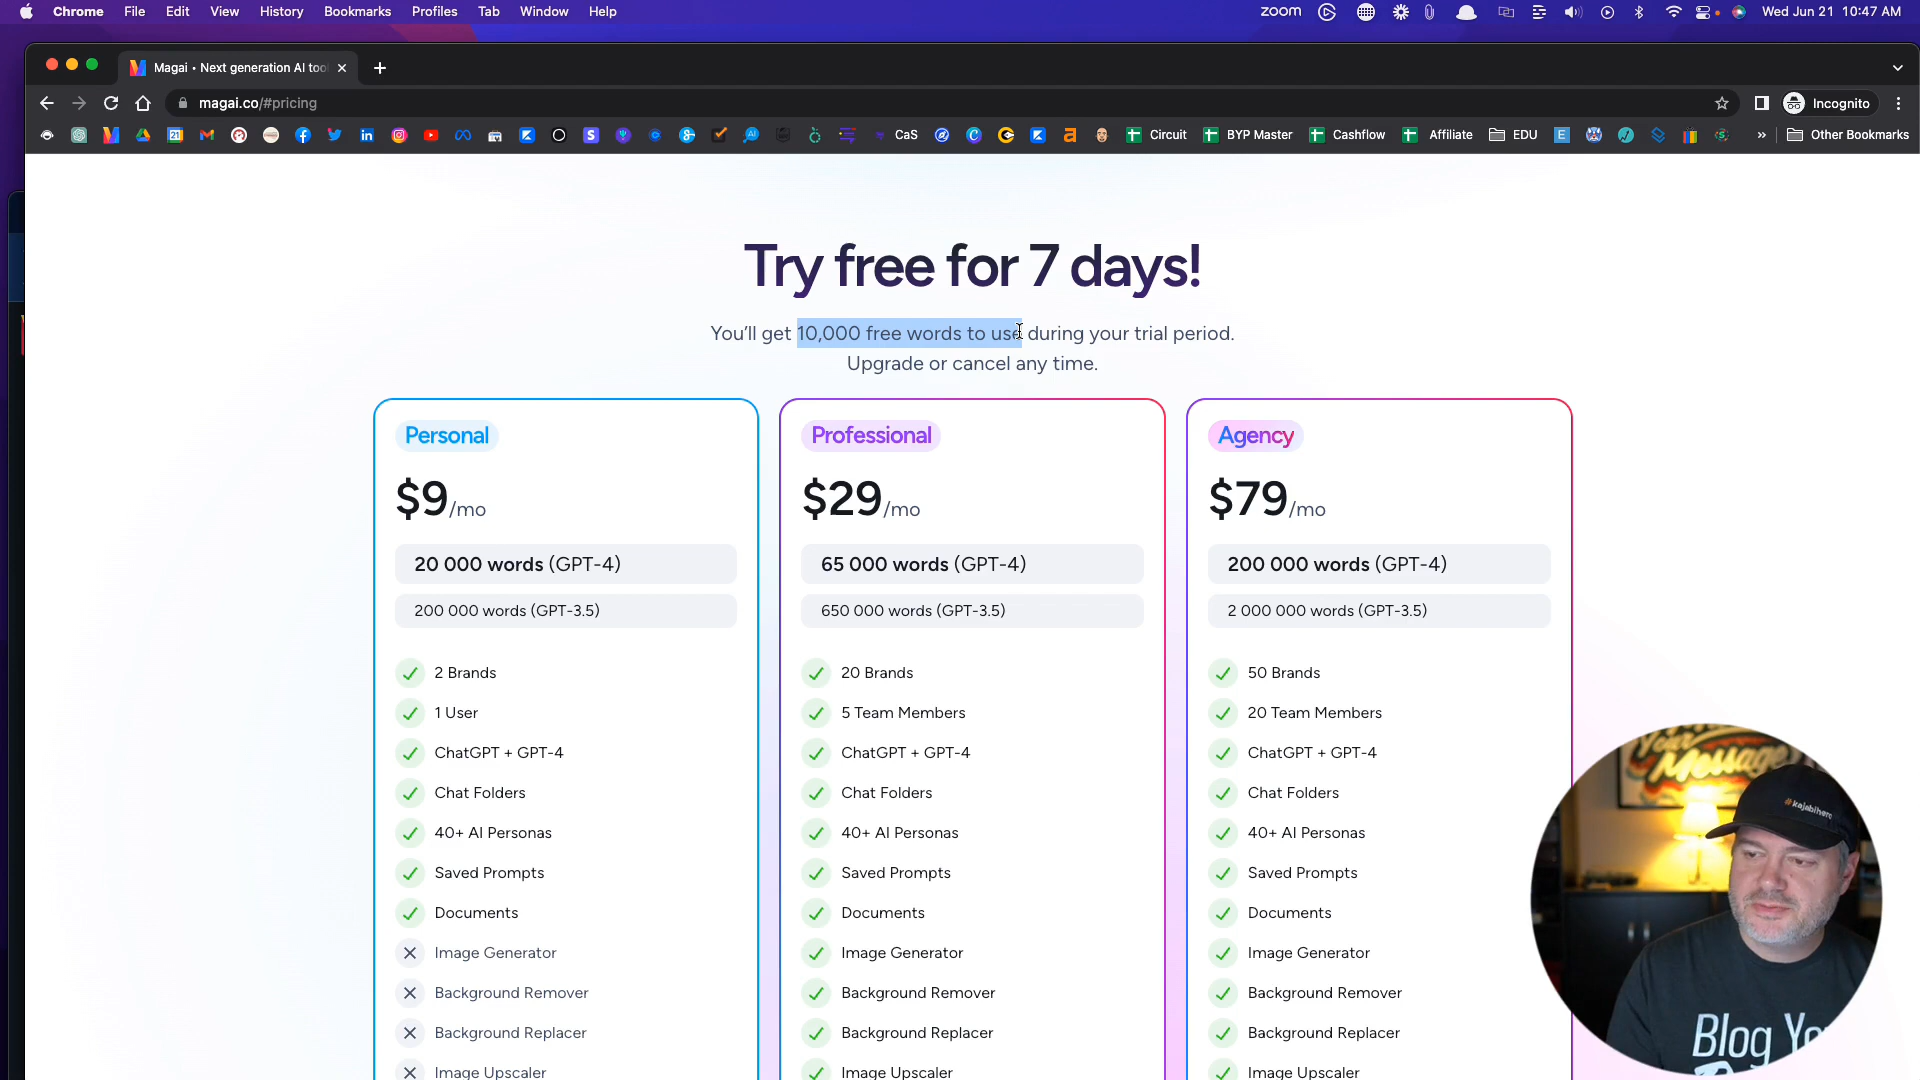 Chrome File Edit View History Bookmarks Profiles Tab Window Help
zoom Wed Jun 21 10:47 AM
Magai • Next generation AI too
magai.co/#pricing
Incognito
CaS Circuit BYP Master Cashflow Affiliate EDU » Other Bookmarks
Try free for 7 days!
You'll get 10,000 free words to use during your trial period.
Upgrade or cancel any time.
Personal
$9/mo
20 000 words (GPT-4)
200 000 words (GPT-3.5)
2 Brands
1 User
ChatGPT + GPT-4
Chat Folders
40+ AI Personas
Saved Prompts
Documents
Image Generator
Background Remover
Background Replacer
Image Upscaler
Professional
$29/mo
65 000 words (GPT-4)
650 000 words (GPT-3.5)
20 Brands
5 Team Members
ChatGPT + GPT-4
Chat Folders
40+ AI Personas
Saved Prompts
Documents
Image Generator
Background Remover
Background Replacer
Image Upscaler
Agency
$79/mo
200 000 words (GPT-4)
2 000 000 words (GPT-3.5)
50 Brands
20 Team Members
ChatGPT + GPT-4
Chat Folders
40+ AI Personas
Saved Prompts
Documents
Image Generator
Background Remover
Background Replacer
Image Upscaler
Your
Message
#kajabihero
Blog Yo